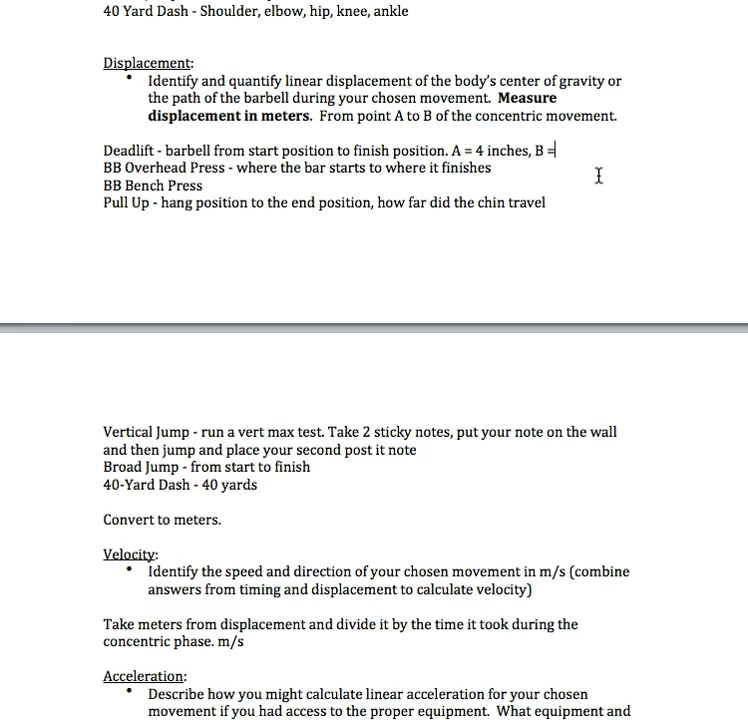 40 Yard Dash - Shoulder, elbow, hip, knee, ankle
Displacement:
• Identify and quantify linear displacement of the body's center of gravity or
the path of the barbell during your chosen movement. Measure
displacement in meters. From point A to B of the concentric movement.
Deadlift - barbell from start position to finish position. A = 4 inches, B =
BB Overhead Press - where the bar starts to where it finishes
BB Bench Press
Pull Up - hang position to the end position, how far did the chin travel
Vertical Jump - run a vert max test. Take 2 sticky notes, put your note on the wall
and then jump and place your second post it note
Broad Jump - from start to finish
40-Yard Dash - 40 yards
Convert to meters.
Velocity:
• Identify the speed and direction of your chosen movement in m/s (combine
answers from timing and displacement to calculate velocity)
Take meters from displacement and divide it by the time it took during the
concentric phase. m/s
Acceleration:
• Describe how you might calculate linear acceleration for your chosen
movement if you had access to the proper equipment. What equipment and